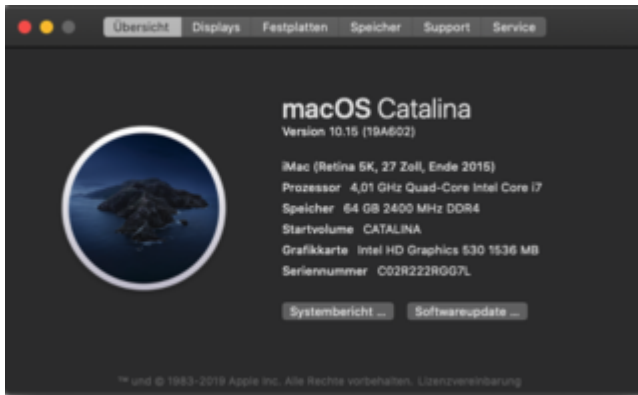 Übersicht Displays Festplatten Speicher Support Service
macOS Catalina
Version 10.15 (19A602)
iMac (Retina 5K, 27 Zoll, Ende 2015)
Prozessor 4,01 GHz Quad-Core Intel Core i7
Speicher 64 GB 2400 MHz DDR4
Startvolume CATALINA
Grafikkarte Intel HD Graphics 530 1536 MB
Seriennummer C02R222RGG7L
Systembericht ... Softwareupdate ...
™ und © 1983-2019 Apple Inc. Alle Rechte vorbehalten. Lizenzvereinbarung